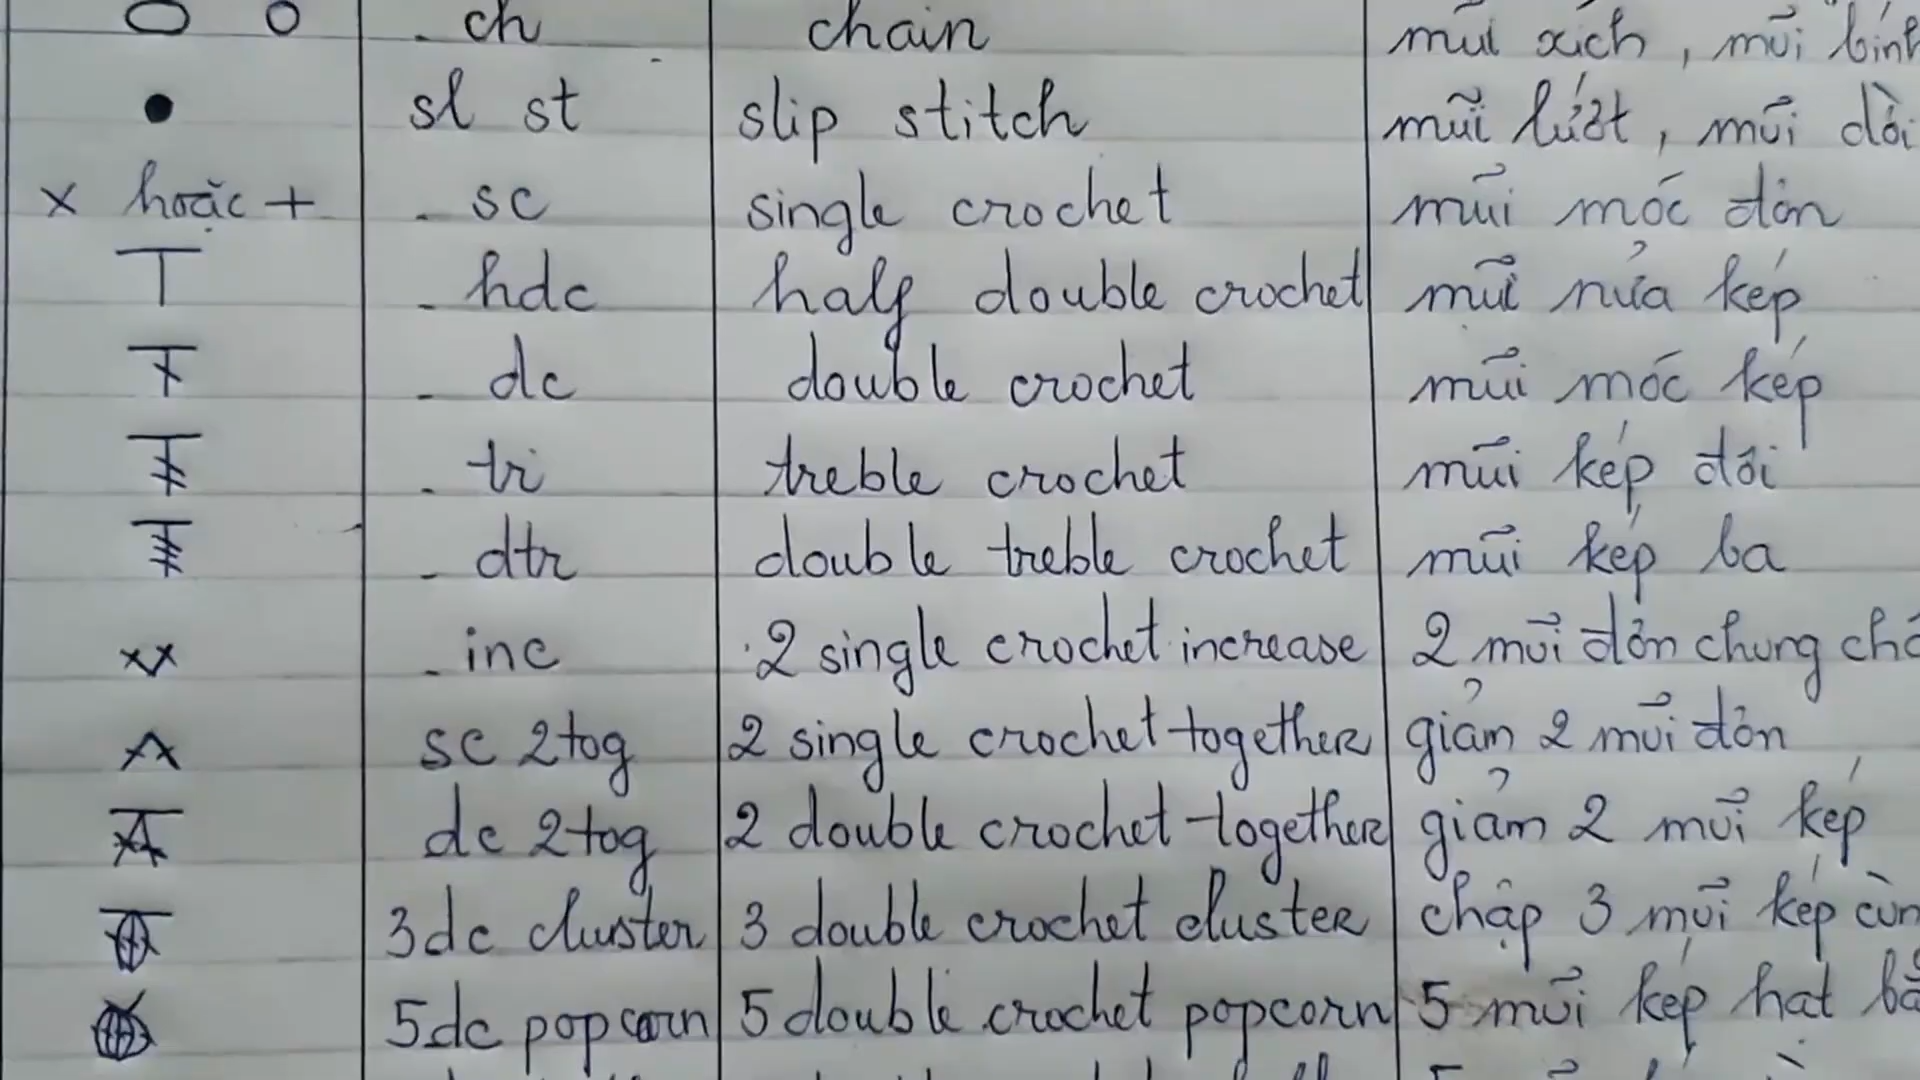 ch chain mũi xích, mũi
sl st slip stitch mũi lướt, mũi dời
x hoặc + sc single crochet mũi móc đơn
hdc half double crochet mũi nửa kép
dc double crochet mũi móc kép
tr treble crochet mũi kép đôi
dtr double treble crochet mũi kép ba
inc 2 single crochet increase 2 mũi đơn chung
sc 2tog 2 single crochet together giảm 2 mũi đơn
dc 2tog 2 double crochet together giảm 2 mũi kép
3dc cluster 3 double crochet cluster chập 3 mũi kép
5dc popcorn 5 double crochet popcorn 5 mũi kép hạt